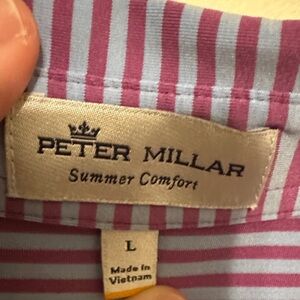 PETER MILLAR
Summer Comfort
L
Made in
Vietnam